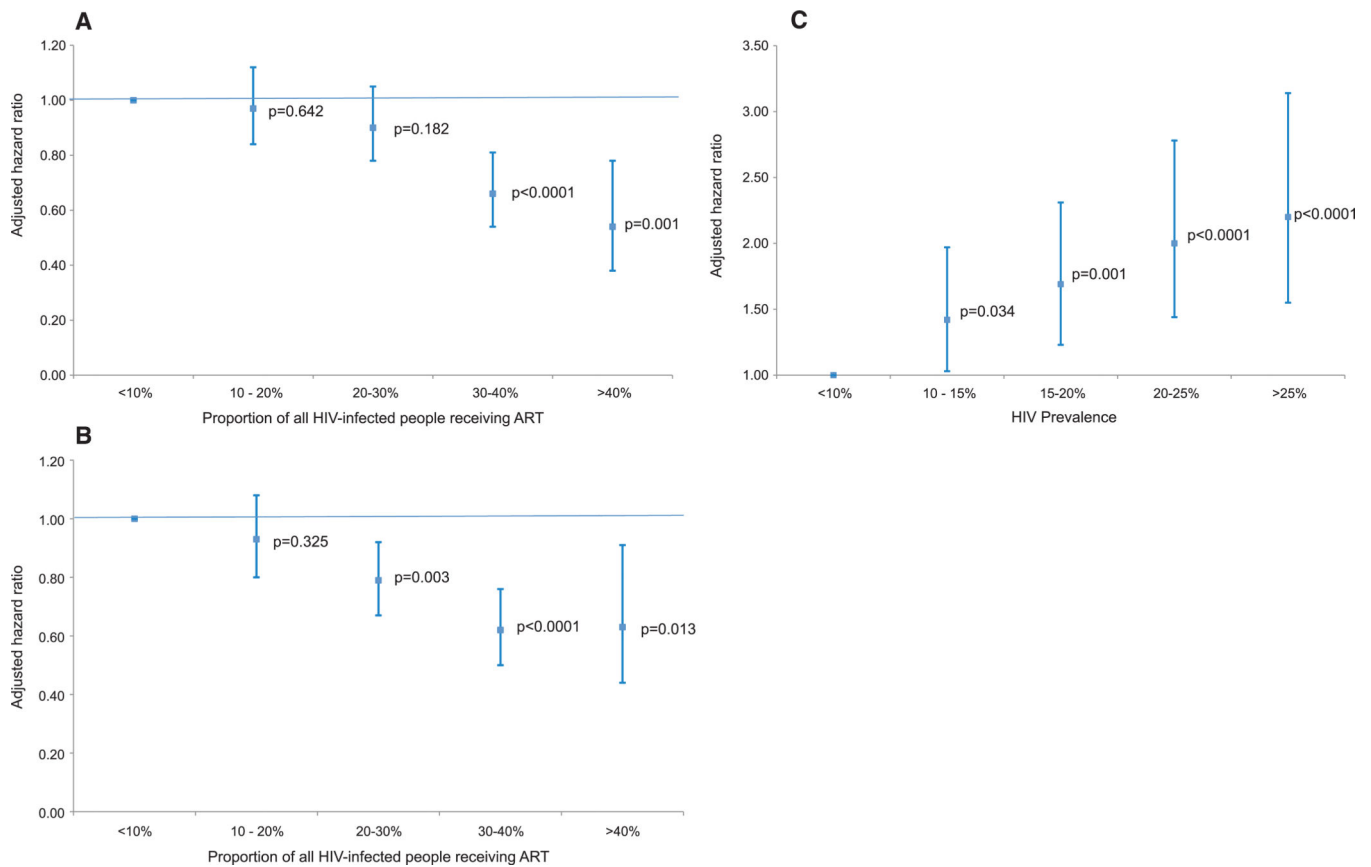 A
Adjusted hazard ratio
1.20
1.00
0.80
0.60
0.40
0.20
0.00
p=0.642
p=0.182
p<0.0001
p=0.001
<10%
10 - 20%
20-30%
30-40%
>40%
Proportion of all HIV-infected people receiving ART
B
Adjusted hazard ratio
1.20
1.00
0.80
0.60
0.40
0.20
0.00
p=0.325
p=0.003
p<0.0001
p=0.013
<10%
10 - 20%
20-30%
30-40%
>40%
Proportion of all HIV-infected people receiving ART
C
Adjusted hazard ratio
3.50
3.00
2.50
2.00
1.50
1.00
p=0.034
p=0.001
p<0.0001
p<0.0001
<10%
10 - 15%
15-20%
20-25%
>25%
HIV Prevalence